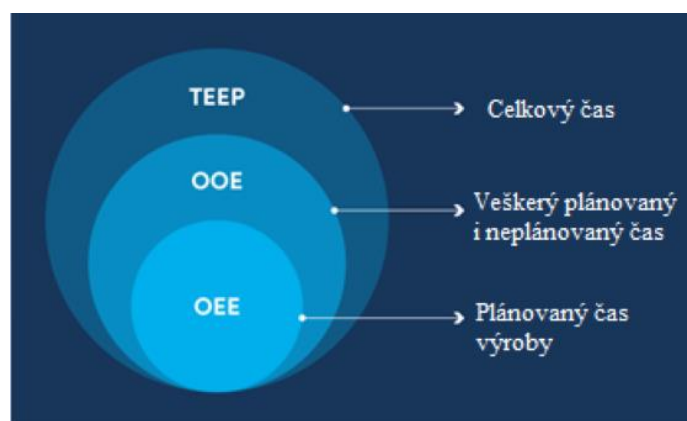 TEEP
Celkový čas
OOE
Veškerý plánovaný
i neplánovaný čas
OEE
Plánovaný čas
výroby